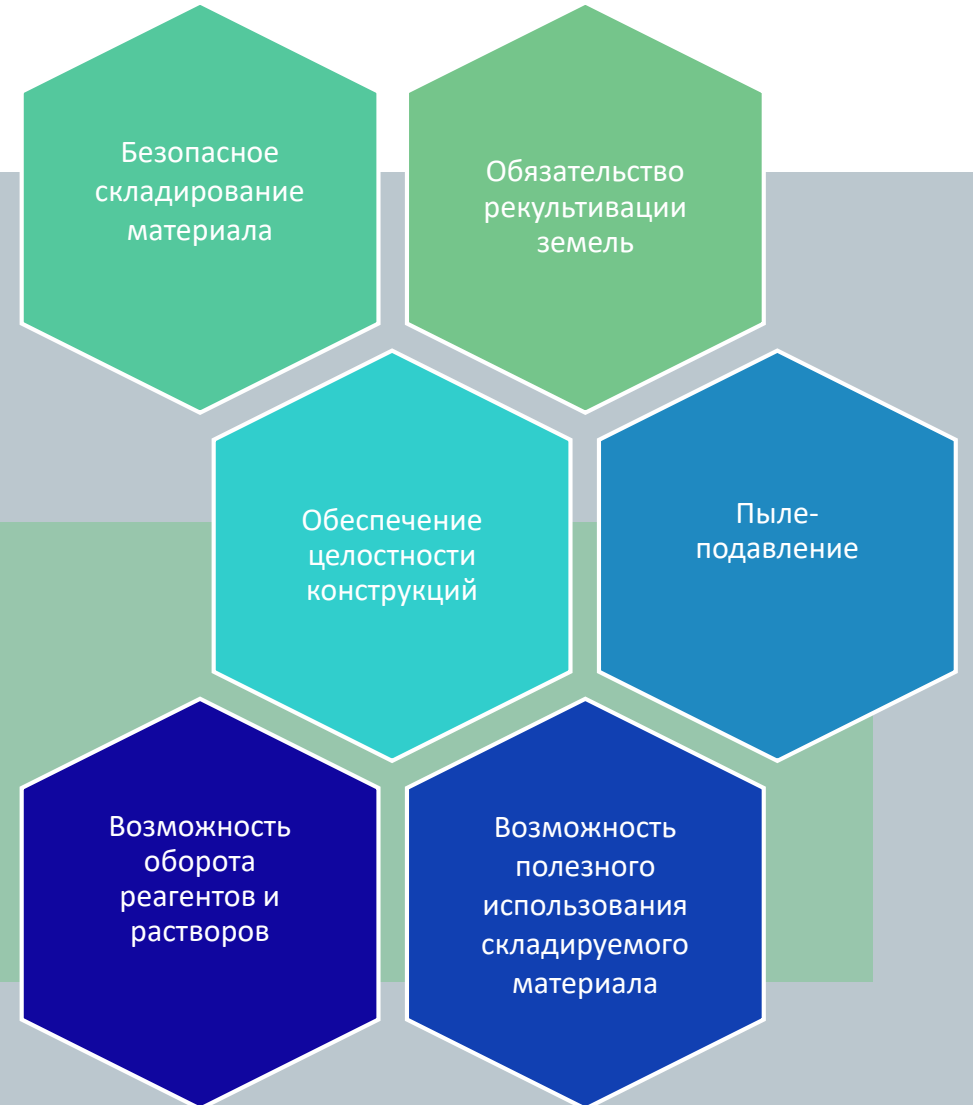 Безопасное
складирование
материала
Обязательство
рекультивации
земель
Обеспечение
целостности
конструкций
Пыле-
подавление
Возможность
оборота
реагентов и
растворов
Возможность
полезного
использования
складируемого
материала